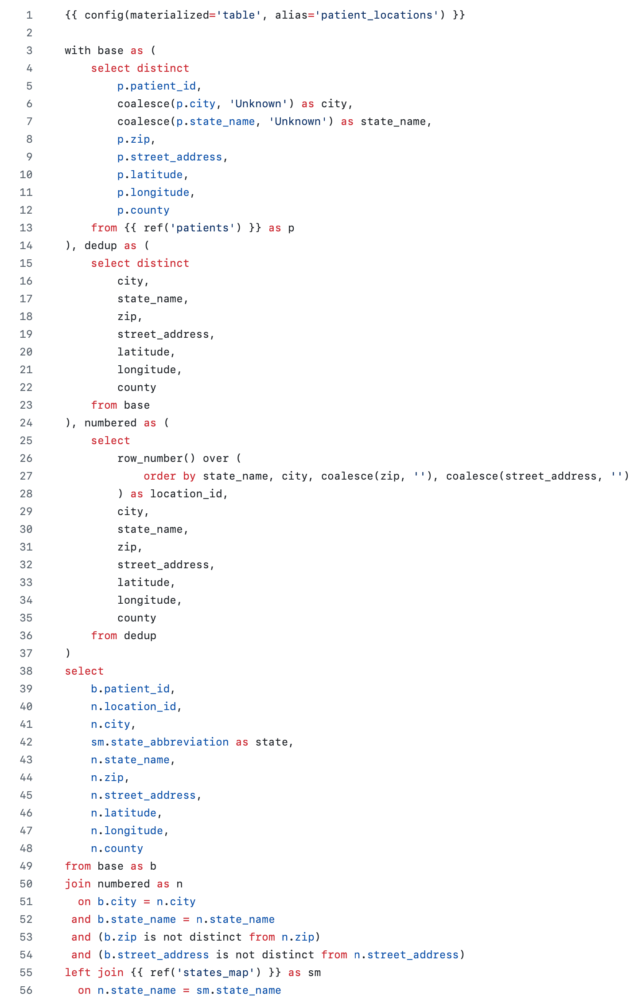 1 {{ config(materialized='table', alias='patient_locations') }}
2
3 with base as (
4     select distinct
5         p.patient_id,
6         coalesce(p.city, 'Unknown') as city,
7         coalesce(p.state_name, 'Unknown') as state_name,
8         p.zip,
9         p.street_address,
10         p.latitude,
11         p.longitude,
12         p.county
13     from {{ ref('patients') }} as p
14 ), dedup as (
15     select distinct
16         city,
17         state_name,
18         zip,
19         street_address,
20         latitude,
21         longitude,
22         county
23     from base
24 ), numbered as (
25     select
26         row_number() over (
27             order by state_name, city, coalesce(zip, ''), coalesce(street_address, '')
28         ) as location_id,
29         city,
30         state_name,
31         zip,
32         street_address,
33         latitude,
34         longitude,
35         county
36     from dedup
37 )
38 select
39     b.patient_id,
40     n.location_id,
41     n.city,
42     sm.state_abbreviation as state,
43     n.state_name,
44     n.zip,
45     n.street_address,
46     n.latitude,
47     n.longitude,
48     n.county
49 from base as b
50 join numbered as n
51   on b.city = n.city
52  and b.state_name = n.state_name
53  and (b.zip is not distinct from n.zip)
54  and (b.street_address is not distinct from n.street_address)
55 left join {{ ref('states_map') }} as sm
56   on n.state_name = sm.state_name